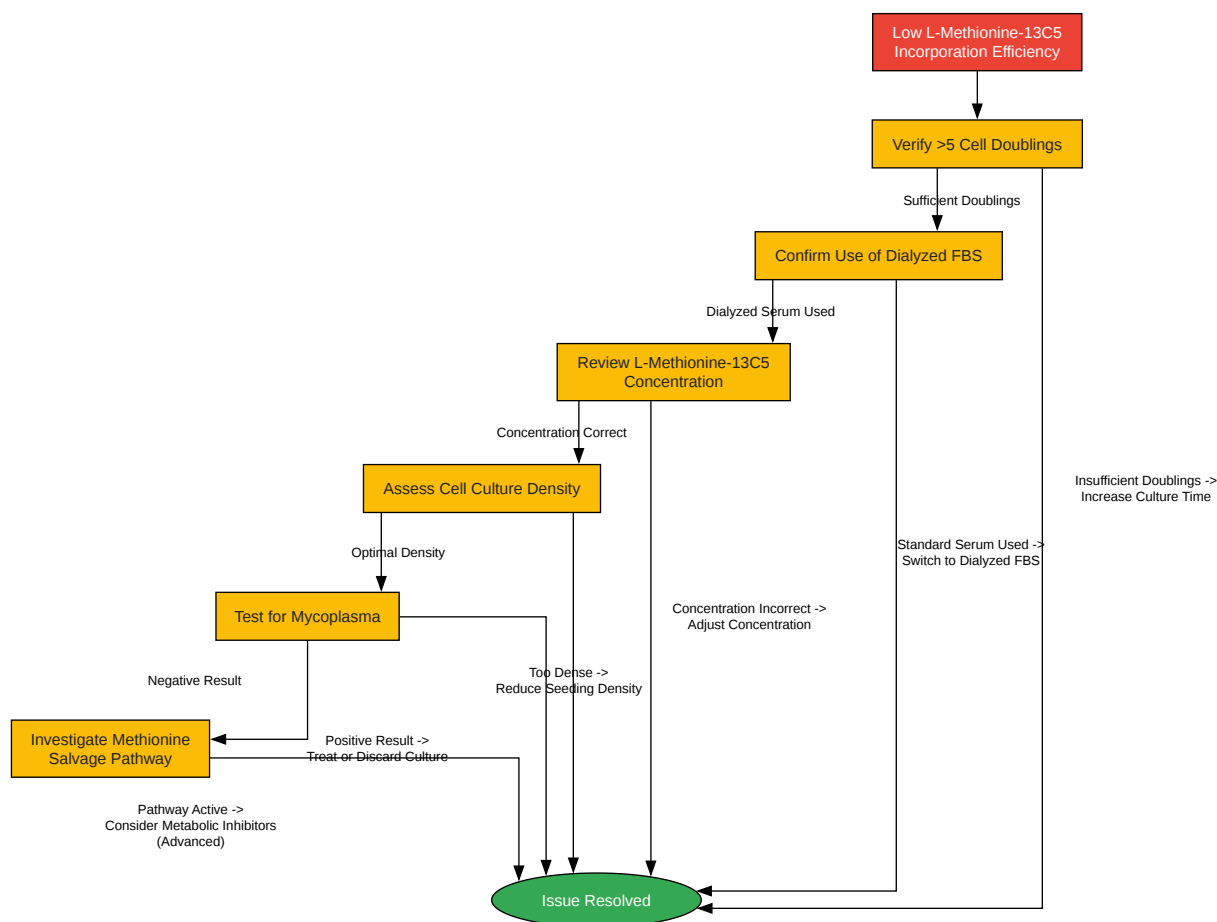 Low L-Methionine-13C5
Incorporation Efficiency
Verify >5 Cell Doublings
Sufficient Doublings
Confirm Use of Dialyzed FBS
Dialyzed Serum Used
Review L-Methionine-13C5
Concentration
Concentration Correct
Assess Cell Culture Density
Insufficient Doublings ->
Increase Culture Time
Optimal Density
Standard Serum Used ->
Switch to Dialyzed FBS
Test for Mycoplasma
Concentration Incorrect ->
Adjust Concentration
Negative Result
Too Dense ->
Reduce Seeding Density
Investigate Methionine
Salvage Pathway
Positive Result ->
Treat or Discard Culture
Pathway Active ->
Consider Metabolic Inhibitors
(Advanced)
Issue Resolved